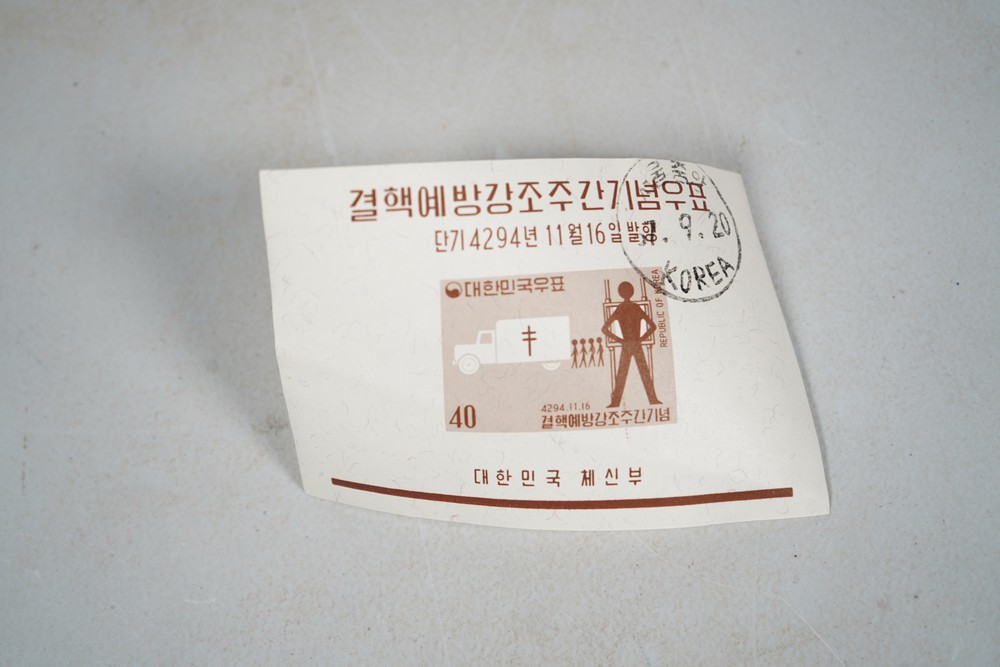 결핵예방강조주간기념우표
단기 4294년 11월 16일 발행
9.20
KOREA
대한민국우표
REPUBLIC OF KOREA
40
4294.11.16
결핵예방강조주간기념
대한민국 체신부